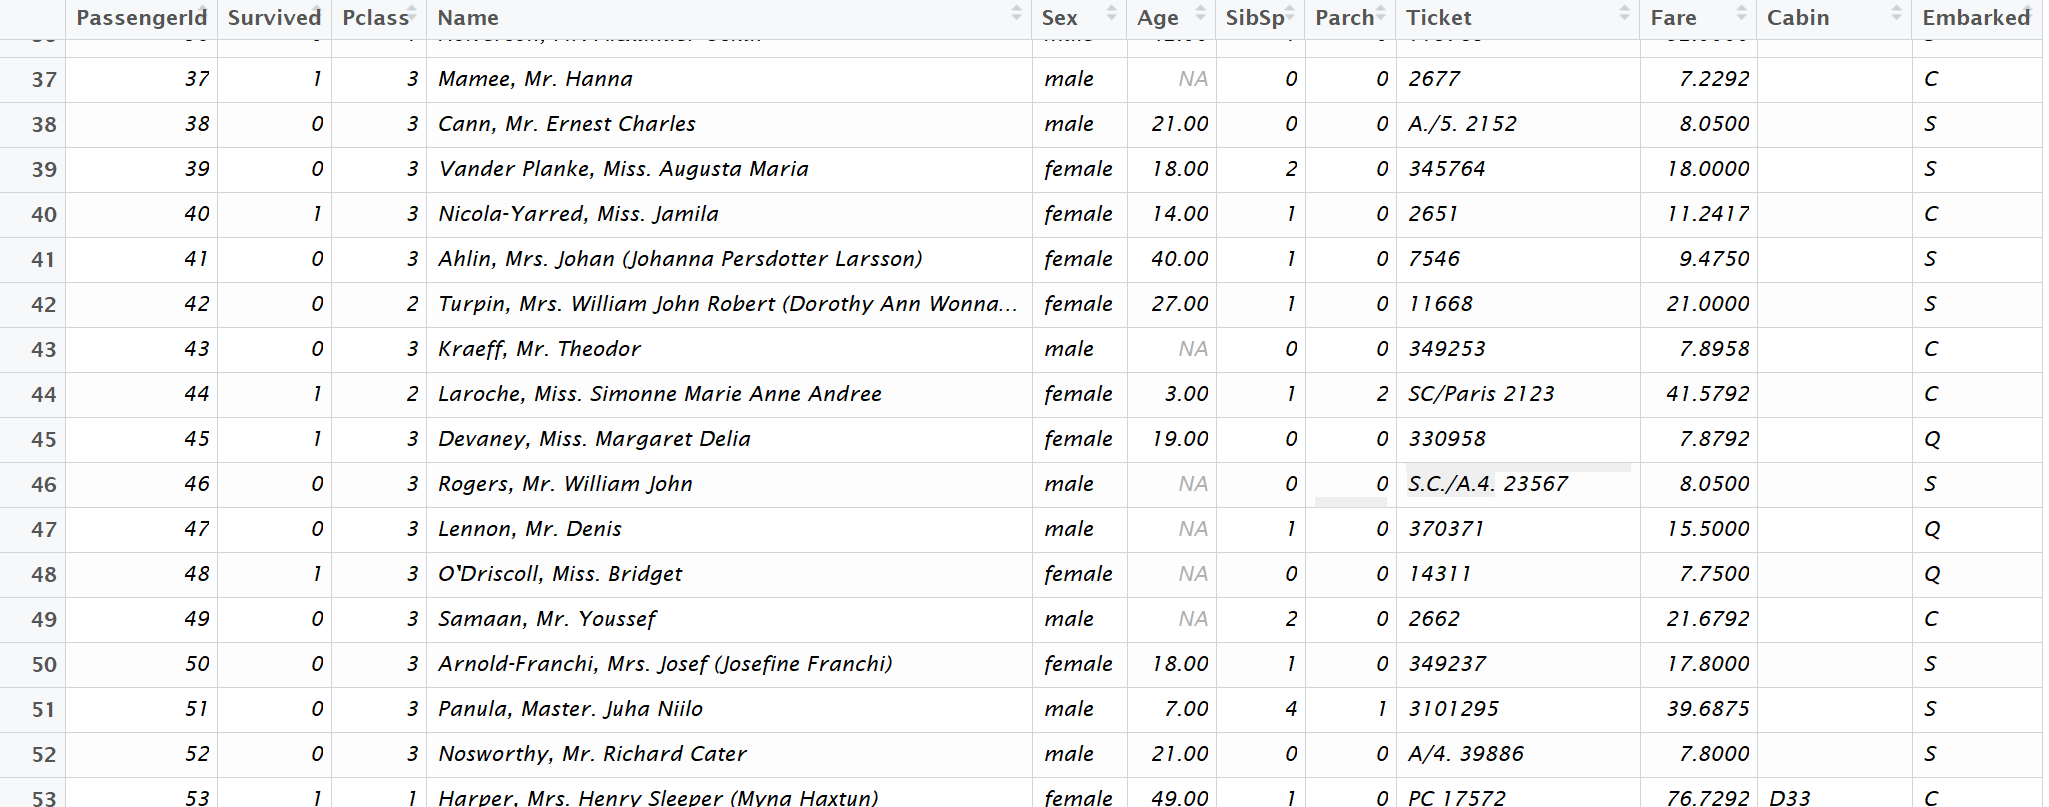 PassengerId Survived Pclass Name Sex Age SibSp Parch Ticket Fare Cabin Embarked
37 37 1 3 Mamee, Mr. Hanna male NA 0 0 2677 7.2292 C
38 38 0 3 Cann, Mr. Ernest Charles male 21.00 0 0 A./5. 2152 8.0500 S
39 39 0 3 Vander Planke, Miss. Augusta Maria female 18.00 2 0 345764 18.0000 S
40 40 1 3 Nicola-Yarred, Miss. Jamila female 14.00 1 0 2651 11.2417 C
41 41 0 3 Ahlin, Mrs. Johan (Johanna Persdotter Larsson) female 40.00 1 0 7546 9.4750 S
42 42 0 2 Turpin, Mrs. William John Robert (Dorothy Ann Wonna... female 27.00 1 0 11668 21.0000 S
43 43 0 3 Kraeff, Mr. Theodor male NA 0 0 349253 7.8958 C
44 44 1 2 Laroche, Miss. Simonne Marie Anne Andree female 3.00 1 2 SC/Paris 2123 41.5792 C
45 45 1 3 Devaney, Miss. Margaret Delia female 19.00 0 0 330958 7.8792 Q
46 46 0 3 Rogers, Mr. William John male NA 0 0 S.C./A.4. 23567 8.0500 S
47 47 0 3 Lennon, Mr. Denis male NA 1 0 370371 15.5000 Q
48 48 1 3 O'Driscoll, Miss. Bridget female NA 0 0 14311 7.7500 Q
49 49 0 3 Samaan, Mr. Youssef male NA 2 0 2662 21.6792 C
50 50 0 3 Arnold-Franchi, Mrs. Josef (Josefine Franchi) female 18.00 1 0 349237 17.8000 S
51 51 0 3 Panula, Master. Juha Niilo male 7.00 4 1 3101295 39.6875 S
52 52 0 3 Nosworthy, Mr. Richard Cater male 21.00 0 0 A/4. 39886 7.8000 S
53 53 1 1 Harper, Mrs. Henry Sleeper (Myna Haxtun) female 49.00 1 0 PC 17572 76.7292 D33 C